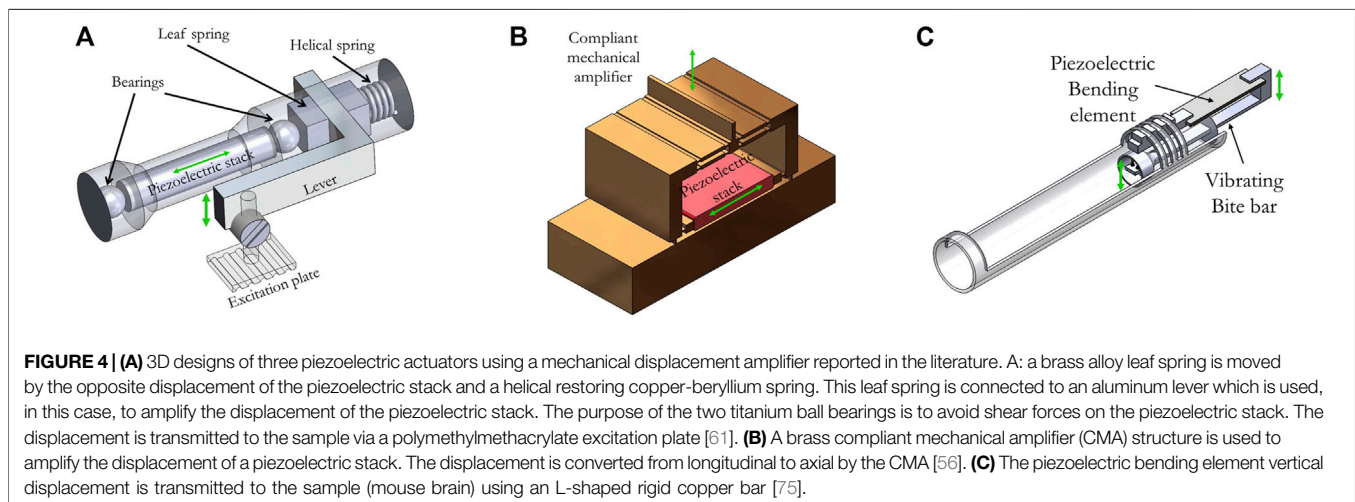 A
Leaf spring
Helical spring
Bearings
Piezoelectric stack
Lever
Excitation plate
B
Compliant
mechanical
amplifier
Piezoelectric
stack
C
Piezoelectric
Bending
element
Vibrating
Bite bar
FIGURE 4 | (A) 3D designs of three piezoelectric actuators using a mechanical displacement amplifier reported in the literature. A: a brass alloy leaf spring is moved
by the opposite displacement of the piezoelectric stack and a helical restoring copper-beryllium spring. This leaf spring is connected to an aluminum lever which is used,
in this case, to amplify the displacement of the piezoelectric stack. The purpose of the two titanium ball bearings is to avoid shear forces on the piezoelectric stack. The
displacement is transmitted to the sample via a polymethylmethacrylate excitation plate [61]. (B) A brass compliant mechanical amplifier (CMA) structure is used to
amplify the displacement of a piezoelectric stack. The displacement is converted from longitudinal to axial by the CMA [56]. (C) The piezoelectric bending element vertical
displacement is transmitted to the sample (mouse brain) using an L-shaped rigid copper bar [75].